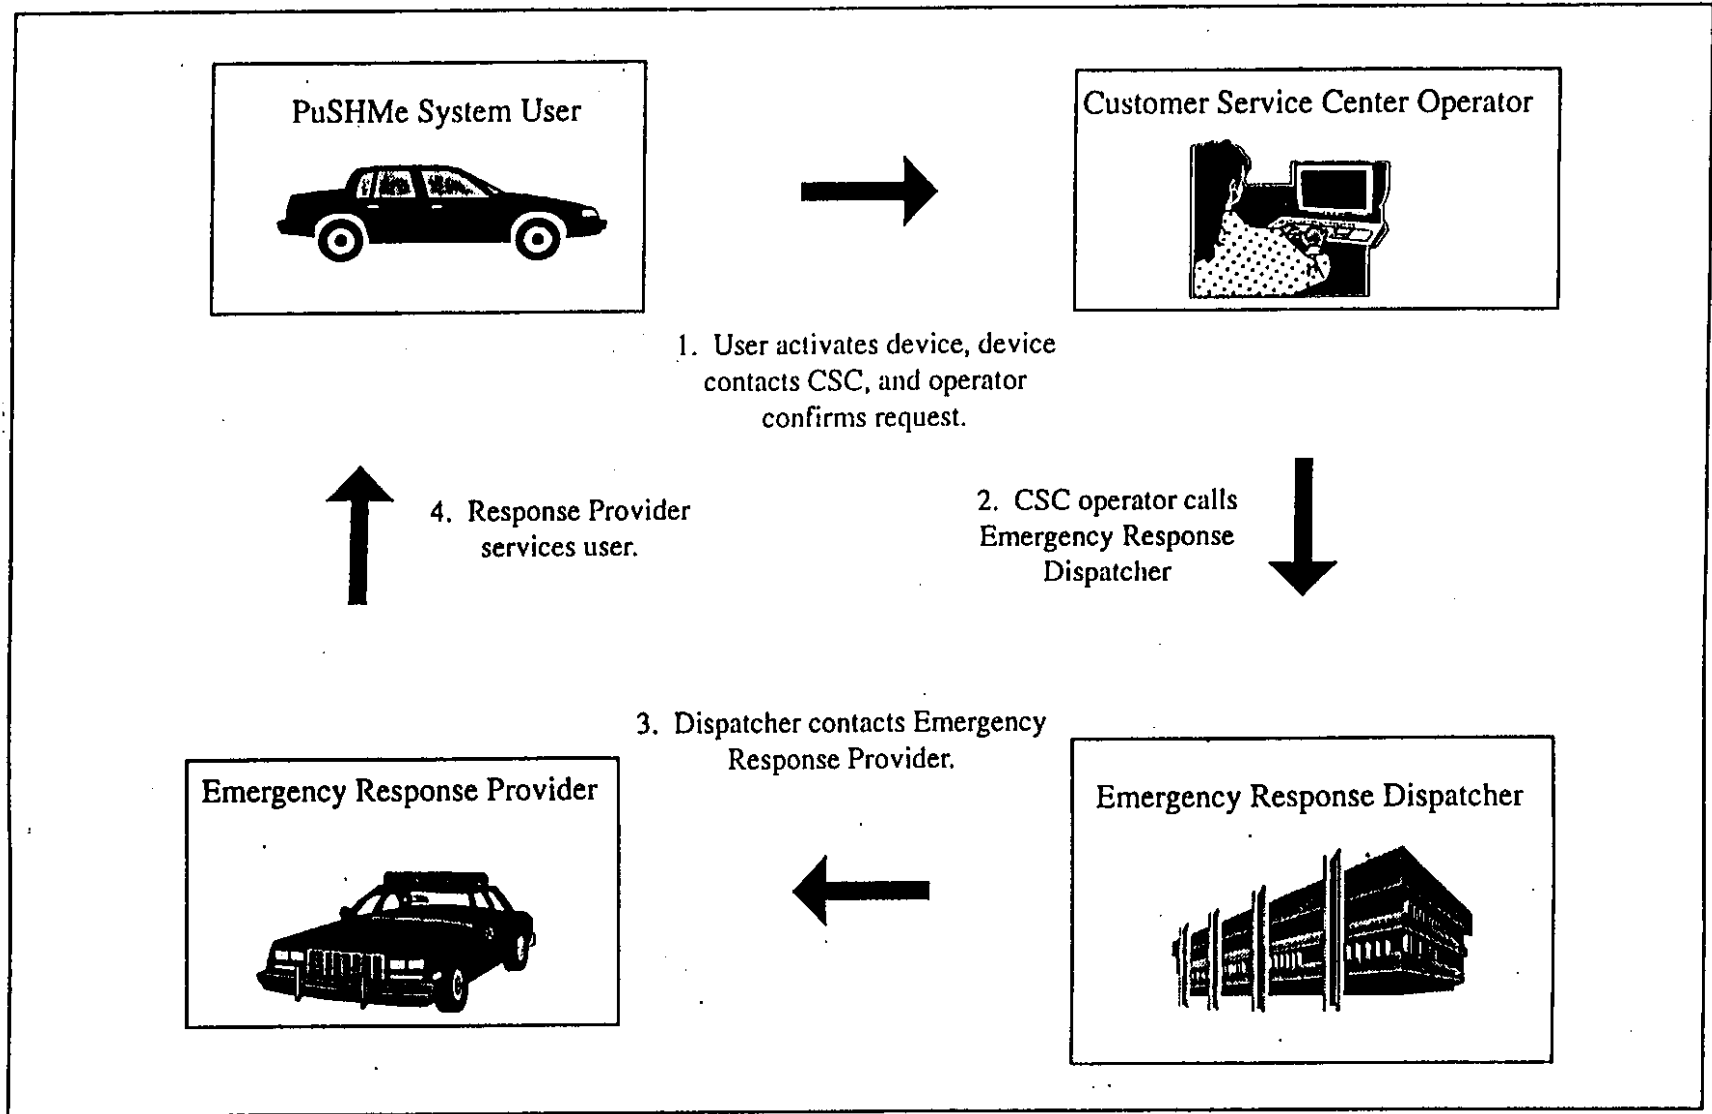 PuSHMe System User
Customer Service Center Operator
1. User activates device, device
contacts CSC, and operator
confirms request.
4. Response Provider
services user.
2. CSC operator calls
Emergency Response
Dispatcher
3. Dispatcher contacts Emergency
Response Provider.
Emergency Response Provider
Emergency Response Dispatcher